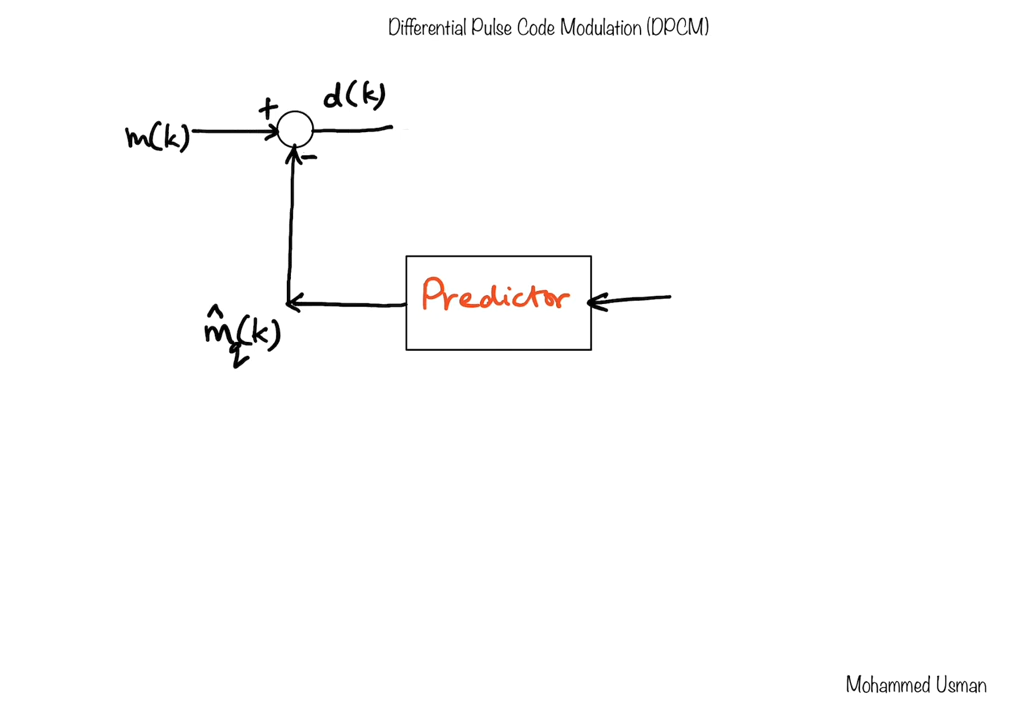 Differential Pulse Code Modulation (DPCM)
+ d(k)
m(k)
-
Predictor
m̂q(k)
Mohammed Usman